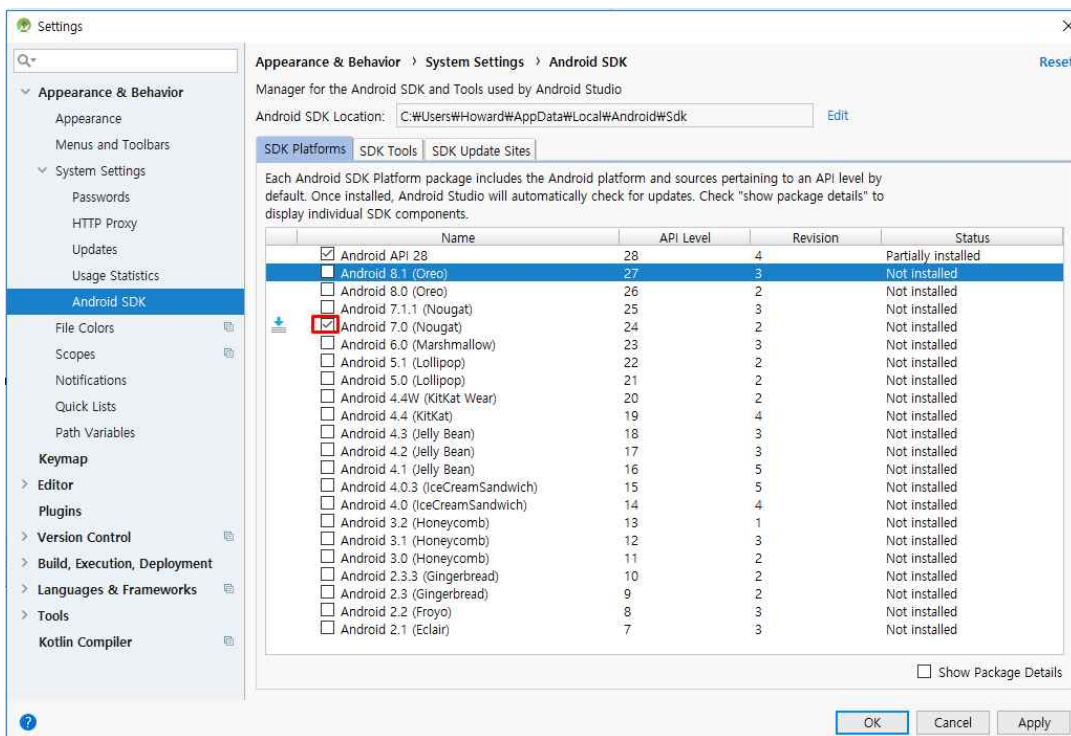 Settings
Appearance & Behavior
Appearance
Menus and Toolbars
System Settings
Passwords
HTTP Proxy
Updates
Usage Statistics
Android SDK
File Colors
Scopes
Notifications
Quick Lists
Path Variables
Keymap
Editor
Plugins
Version Control
Build, Execution, Deployment
Languages & Frameworks
Tools
Kotlin Compiler
Appearance & Behavior › System Settings › Android SDK
Reset
Manager for the Android SDK and Tools used by Android Studio
Android SDK Location: C:₩Users₩Howard₩AppData₩Local₩Android₩Sdk Edit
SDK Platforms SDK Tools SDK Update Sites
Each Android SDK Platform package includes the Android platform and sources pertaining to an API level by
default. Once installed, Android Studio will automatically check for updates. Check "show package details" to
display individual SDK components.
Name API Level Revision Status
Android API 28 28 4 Partially installed
Android 8.1 (Oreo) 27 3 Not installed
Android 8.0 (Oreo) 26 2 Not installed
Android 7.1.1 (Nougat) 25 3 Not installed
Android 7.0 (Nougat) 24 2 Not installed
Android 6.0 (Marshmallow) 23 3 Not installed
Android 5.1 (Lollipop) 22 2 Not installed
Android 5.0 (Lollipop) 21 2 Not installed
Android 4.4W (KitKat Wear) 20 2 Not installed
Android 4.4 (KitKat) 19 4 Not installed
Android 4.3 (Jelly Bean) 18 3 Not installed
Android 4.2 (Jelly Bean) 17 3 Not installed
Android 4.1 (Jelly Bean) 16 5 Not installed
Android 4.0.3 (IceCreamSandwich) 15 5 Not installed
Android 4.0 (IceCreamSandwich) 14 4 Not installed
Android 3.2 (Honeycomb) 13 1 Not installed
Android 3.1 (Honeycomb) 12 3 Not installed
Android 3.0 (Honeycomb) 11 2 Not installed
Android 2.3.3 (Gingerbread) 10 2 Not installed
Android 2.3 (Gingerbread) 9 2 Not installed
Android 2.2 (Froyo) 8 3 Not installed
Android 2.1 (Eclair) 7 3 Not installed
Show Package Details
OK Cancel Apply